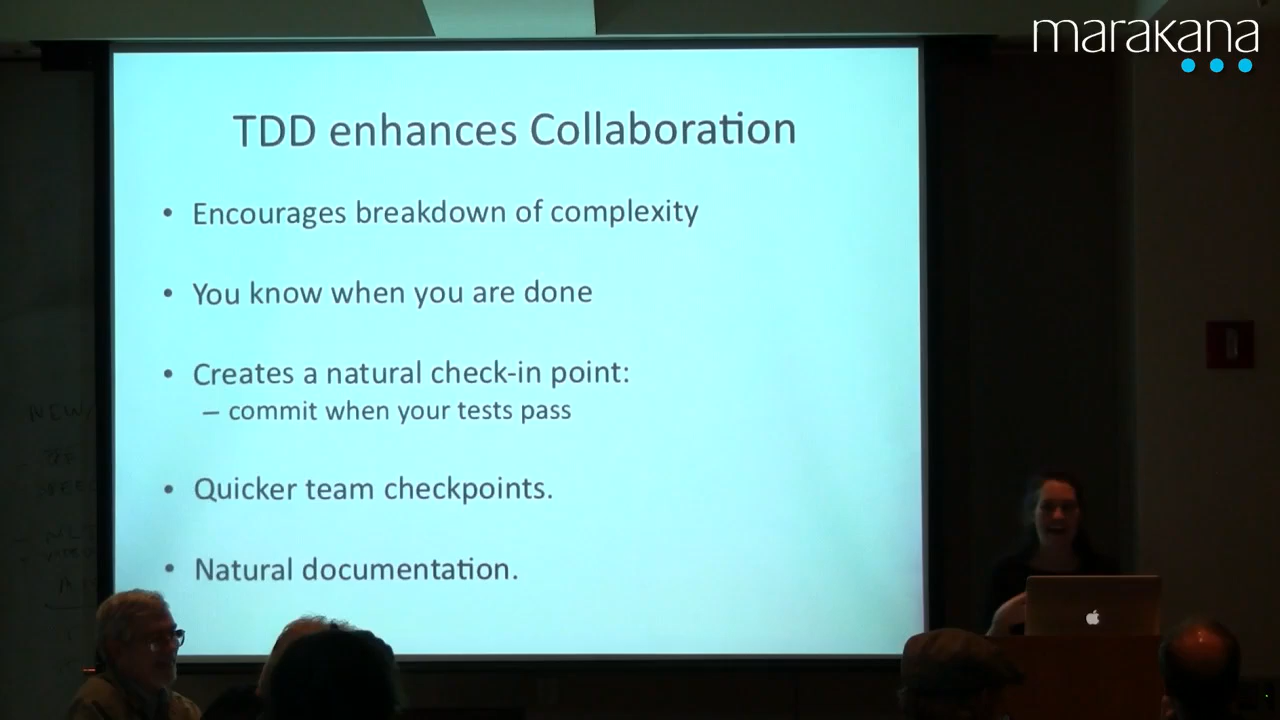 marakana
TDD enhances Collaboration
• Encourages breakdown of complexity
• You know when you are done
• Creates a natural check-in point:
– commit when your tests pass
• Quicker team checkpoints.
• Natural documentation.
NEW